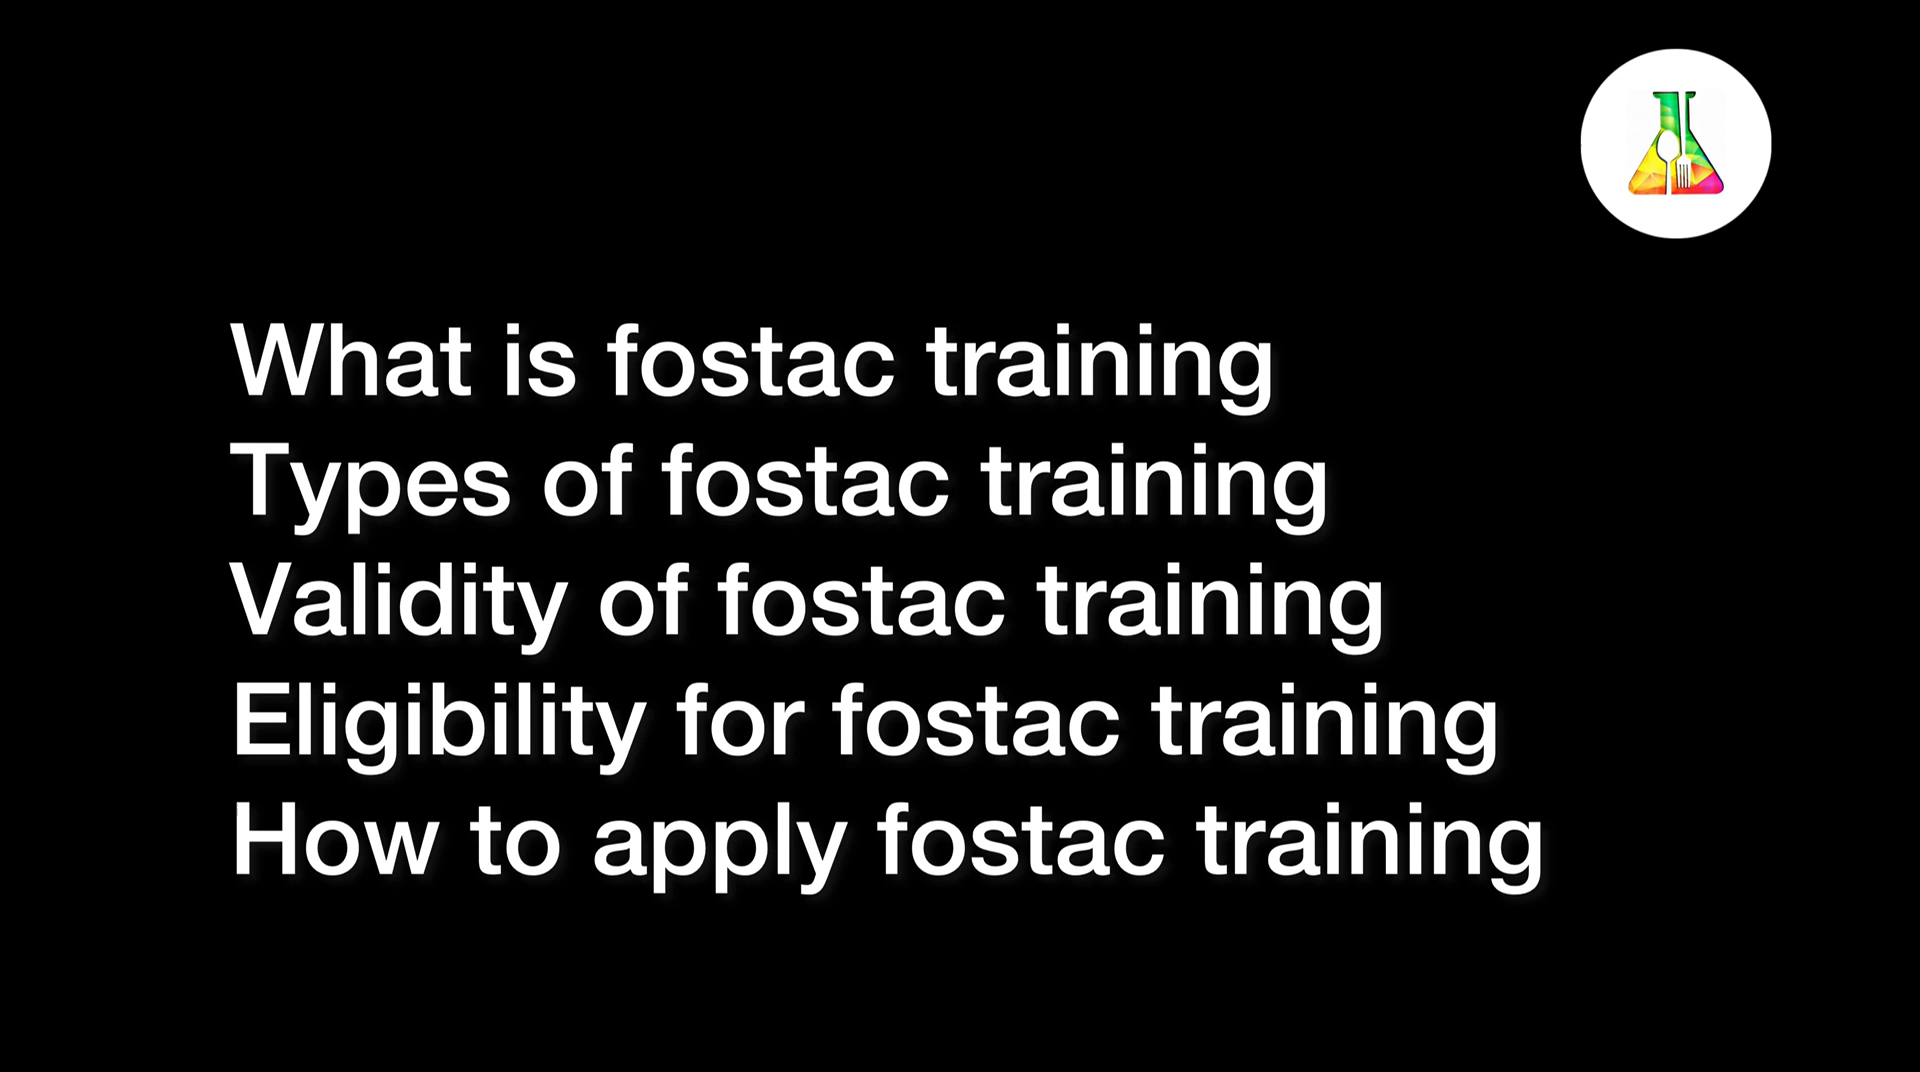 What is fostac training
Types of fostac training
Validity of fostac training
Eligibility for fostac training
How to apply fostac training